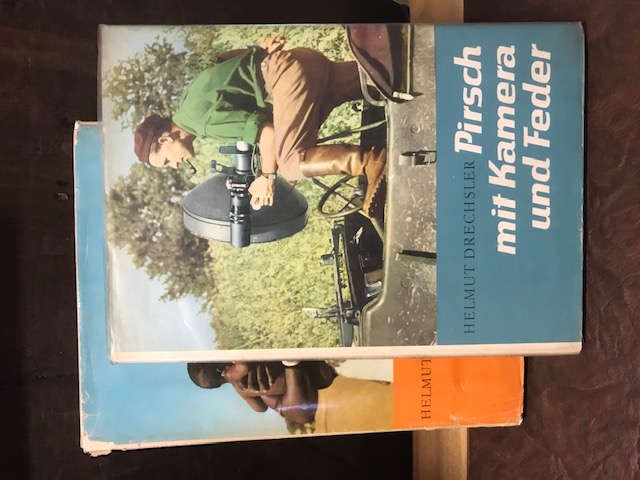 HELMUT DRECHSLER Pirsch
mit Kamera
und Feder
HELMUT